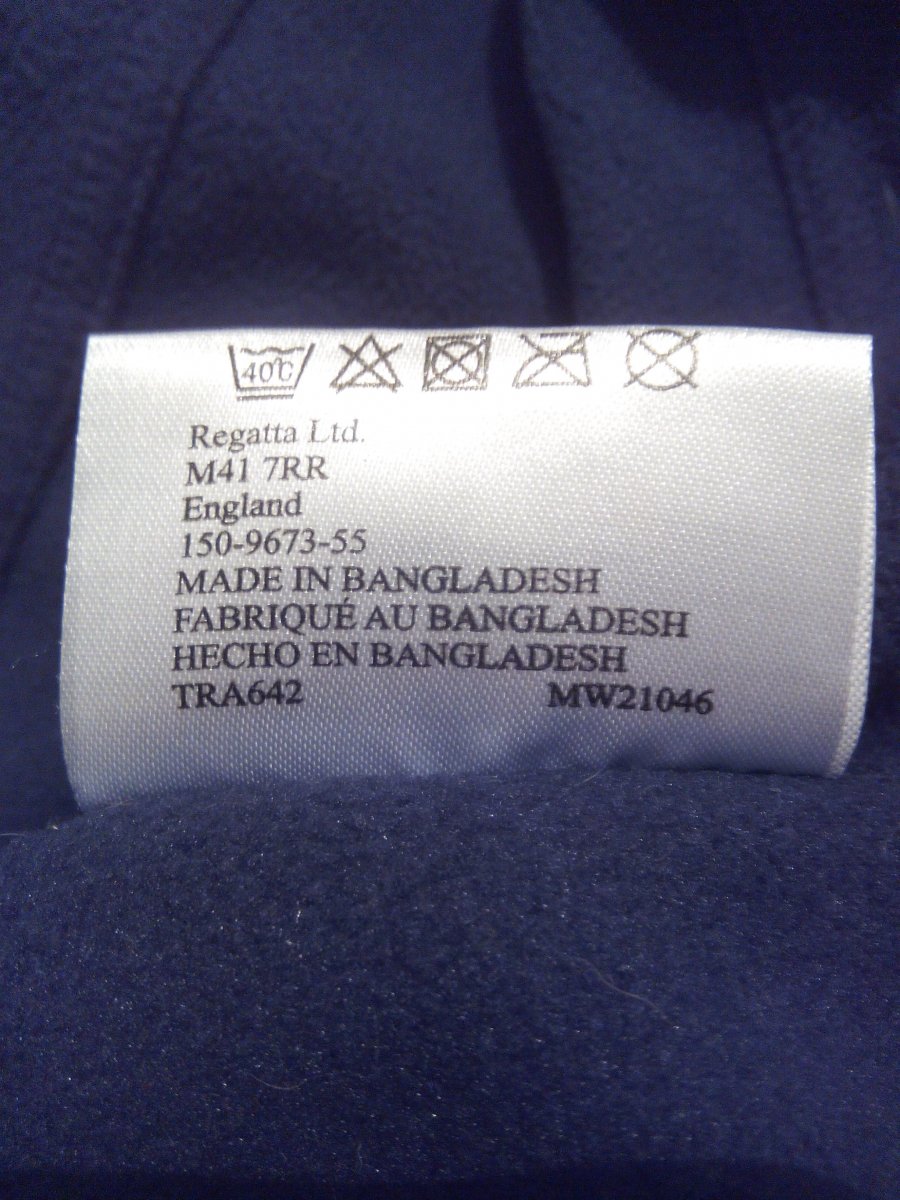 40°C
Regatta Ltd.
M41 7RR
England
150-9673-55
MADE IN BANGLADESH
FABRIQUÉ AU BANGLADESH
HECHO EN BANGLADESH
TRA642 MW21046